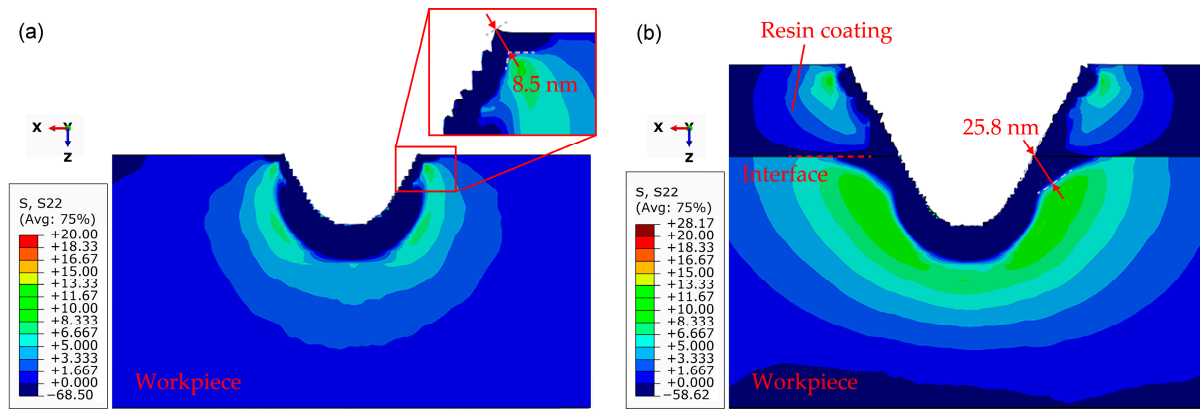 (a)
8.5 nm
X Y
Z
S, S22
(Avg: 75%)
+20.00
+18.33
+16.67
+15.00
+13.33
+11.67
+10.00
+8.333
+6.667
+5.000
+3.333
+1.667
+0.000
−68.50
Workpiece
(b)
Resin coating
25.8 nm
Interface
X Y
Z
S, S22
(Avg: 75%)
+28.17
+20.00
+18.33
+16.67
+15.00
+13.33
+11.67
+10.00
+8.333
+6.667
+5.000
+3.333
+1.667
+0.000
−58.62
Workpiece